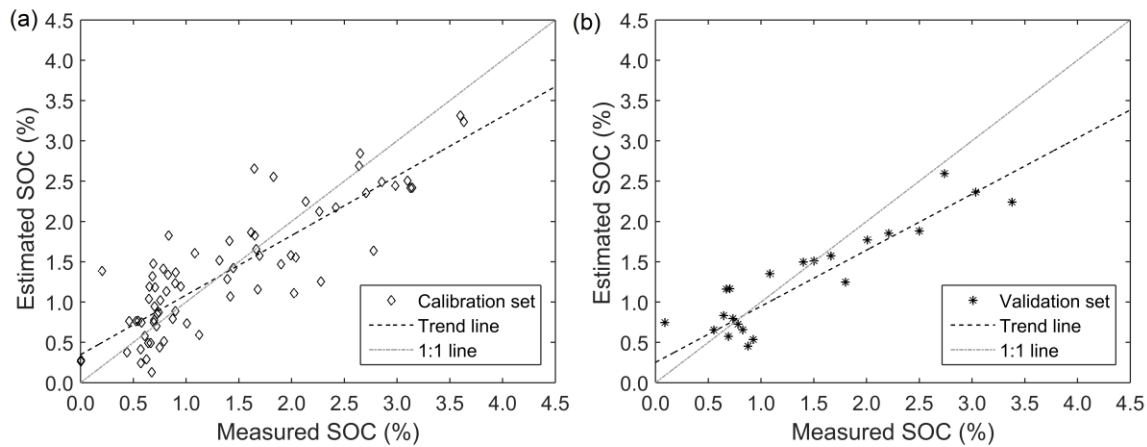 (a)
4.5
4.0
3.5
3.0
2.5
2.0
1.5
1.0
0.5
0.0
Estimated SOC (%)
Calibration set
Trend line
1:1 line
0.0 0.5 1.0 1.5 2.0 2.5 3.0 3.5 4.0 4.5
Measured SOC (%)
(b)
4.5
4.0
3.5
3.0
2.5
2.0
1.5
1.0
0.5
0.0
Estimated SOC (%)
Validation set
Trend line
1:1 line
0.0 0.5 1.0 1.5 2.0 2.5 3.0 3.5 4.0 4.5
Measured SOC (%)